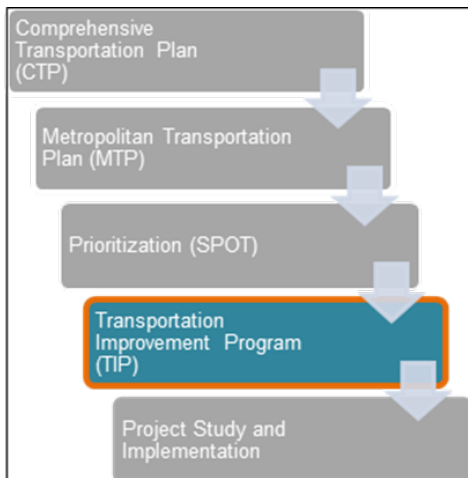 Comprehensive
Transportation Plan
(CTP)
Metropolitan Transportation
Plan (MTP)
Prioritization (SPOT)
Transportation
Improvement Program
(TIP)
Project Study and
Implementation